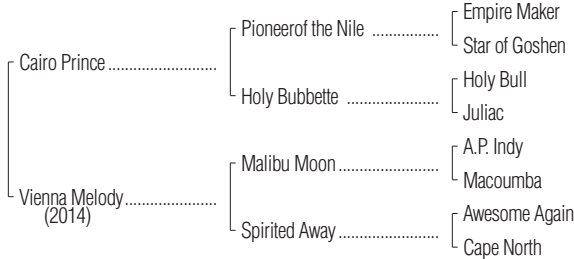 Empire Maker
Pioneerof the Nile ..................
Star of Goshen
Cairo Prince ..........................
Holy Bull
Holy Bubbette .........................
Juliac
A.P. Indy
Malibu Moon ..........................
Macoumba
Vienna Melody ......................
(2014)
Awesome Again
Spirited Away ..........................
Cape North